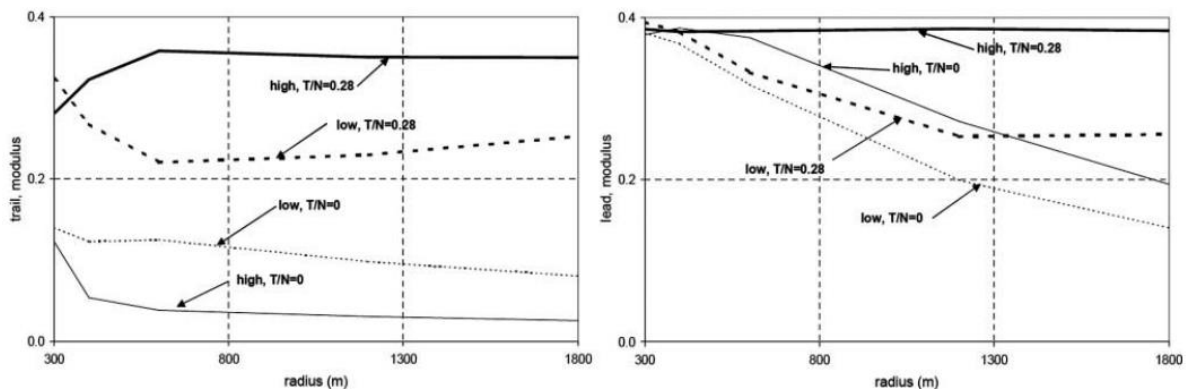 0.4
high, T/N=0.28
low, T/N=0.28
0.2
low, T/N=0
high, T/N=0
0.0
300 800 1300 1800
radius (m)
trail, modulus
0.4
high, T/N=0.28
high, T/N=0
low, T/N=0.28
0.2
low, T/N=0
0.0
300 800 1300 1800
radius (m)
lead, modulus